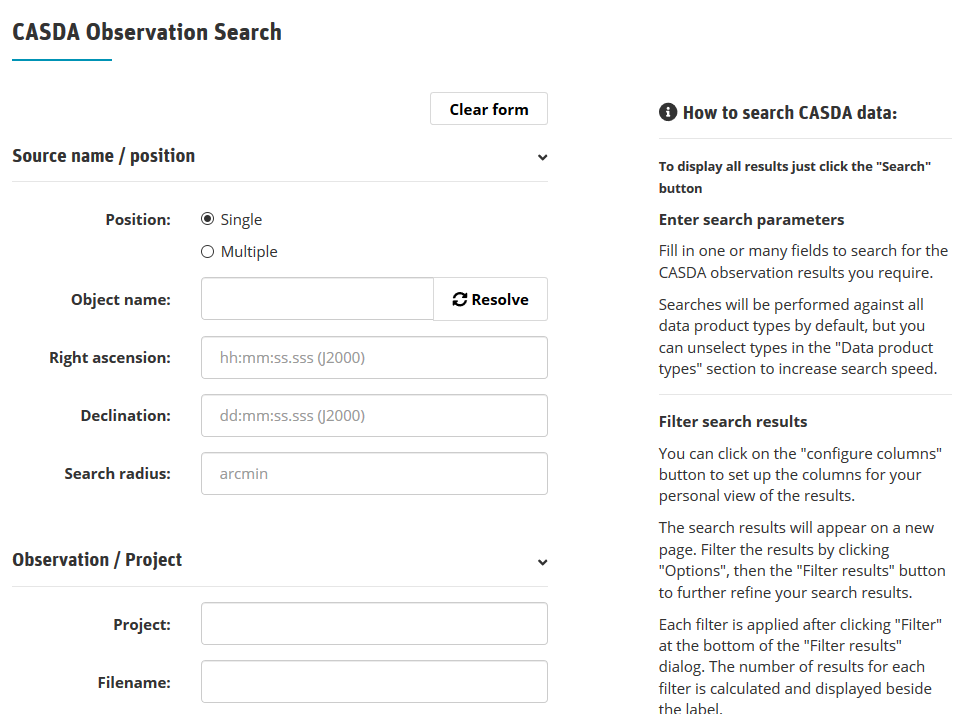 CASDA Observation Search
Clear form
Source name / position
Position:
Single
Multiple
Object name:
Resolve
Right ascension:
hh:mm:ss.sss (J2000)
Declination:
dd:mm:ss.sss (J2000)
Search radius:
arcmin
Observation / Project
Project:
Filename:
How to search CASDA data:
To display all results just click the "Search"
button
Enter search parameters
Fill in one or many fields to search for the
CASDA observation results you require.
Searches will be performed against all
data product types by default, but you
can unselect types in the "Data product
types" section to increase search speed.
Filter search results
You can click on the "configure columns"
button to set up the columns for your
personal view of the results.
The search results will appear on a new
page. Filter the results by clicking
"Options", then the "Filter results" button
to further refine your search results.
Each filter is applied after clicking "Filter"
at the bottom of the "Filter results"
dialog. The number of results for each
filter is calculated and displayed beside
the label.